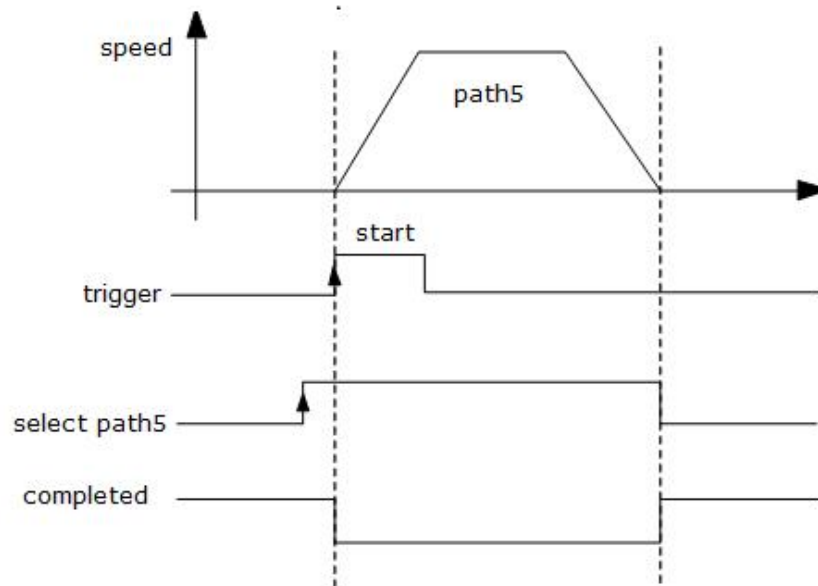 speed
path5
start
trigger
select path5
completed